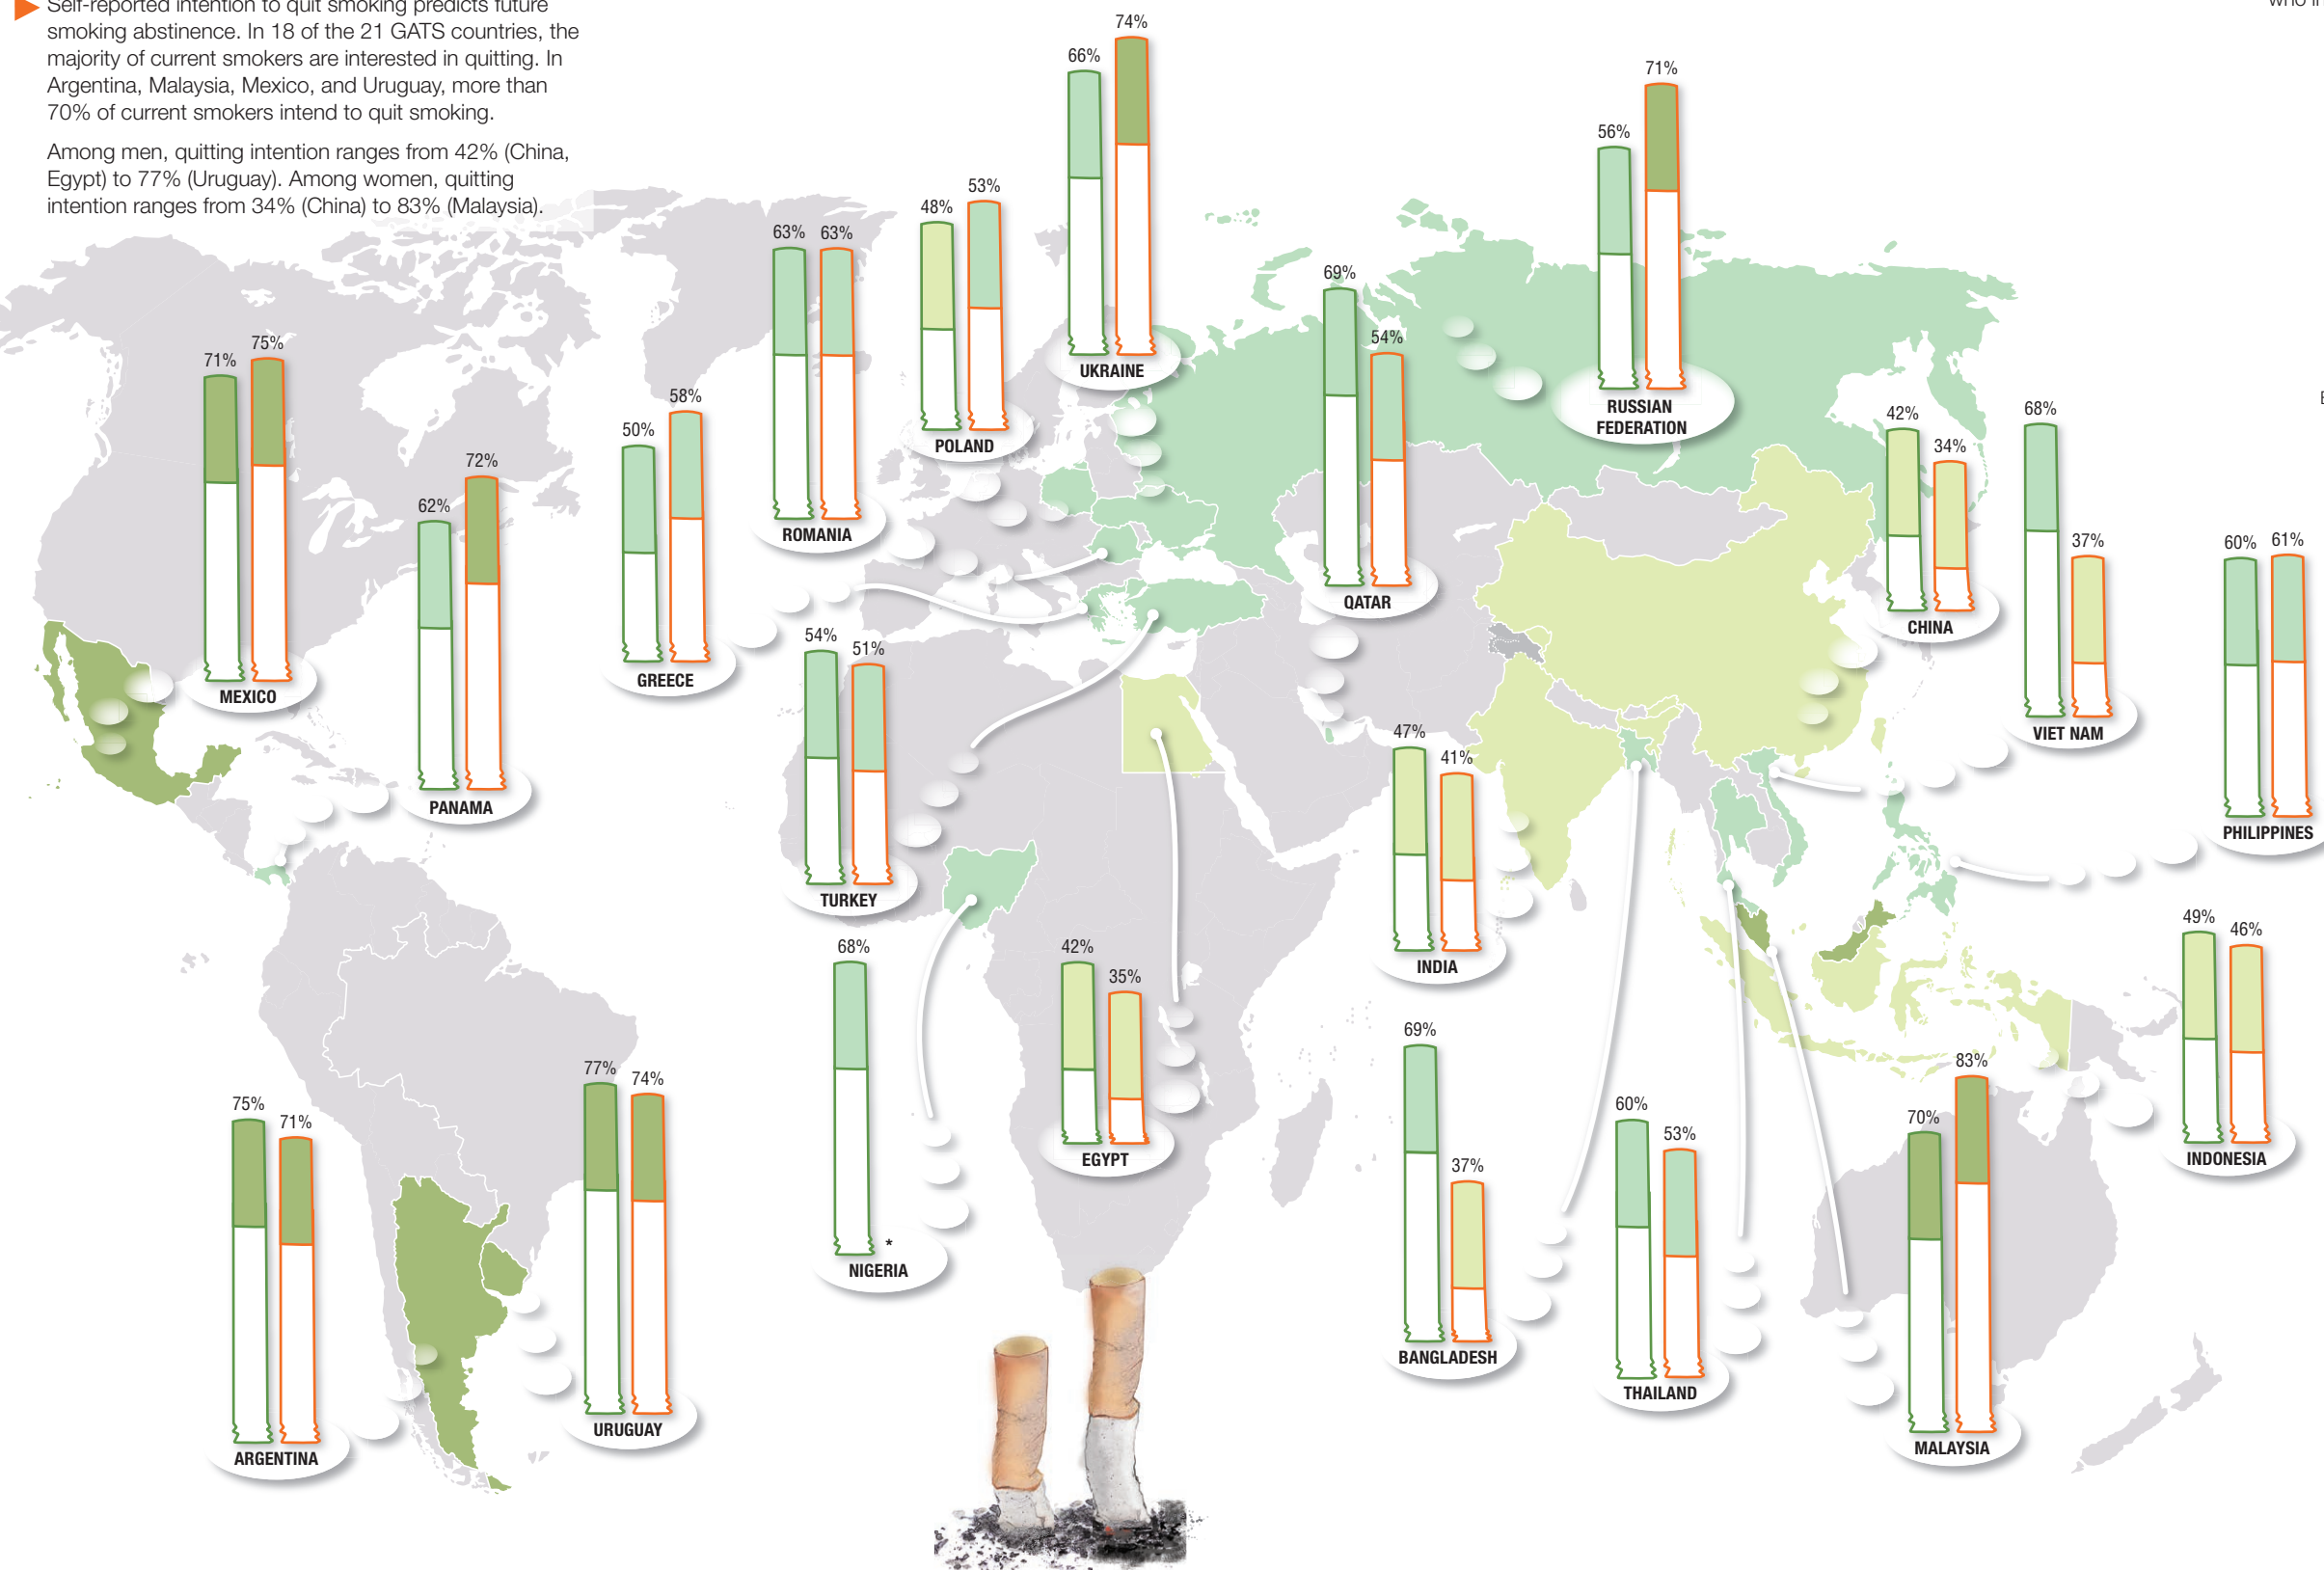 Self-reported intention to quit smoking predicts future
smoking abstinence. In 18 of the 21 GATS countries, the
majority of current smokers are interested in quitting. In
Argentina, Malaysia, Mexico, and Uruguay, more than
70% of current smokers intend to quit smoking.
Among men, quitting intention ranges from 42% (China,
Egypt) to 77% (Uruguay). Among women, quitting
intention ranges from 34% (China) to 83% (Malaysia).
who in
74%
66%
UKRAINE
71%
56%
RUSSIAN
FEDERATION
48%
53%
POLAND
63%
63%
ROMANIA
69%
54%
QATAR
71%
75%
MEXICO
62%
72%
PANAMA
50%
58%
GREECE
42%
34%
CHINA
68%
37%
VIET NAM
60%
61%
PHILIPPINES
54%
51%
TURKEY
47%
41%
INDIA
68%
*
NIGERIA
42%
35%
EGYPT
49%
46%
INDONESIA
75%
71%
ARGENTINA
77%
74%
URUGUAY
69%
37%
BANGLADESH
60%
53%
THAILAND
70%
83%
MALAYSIA